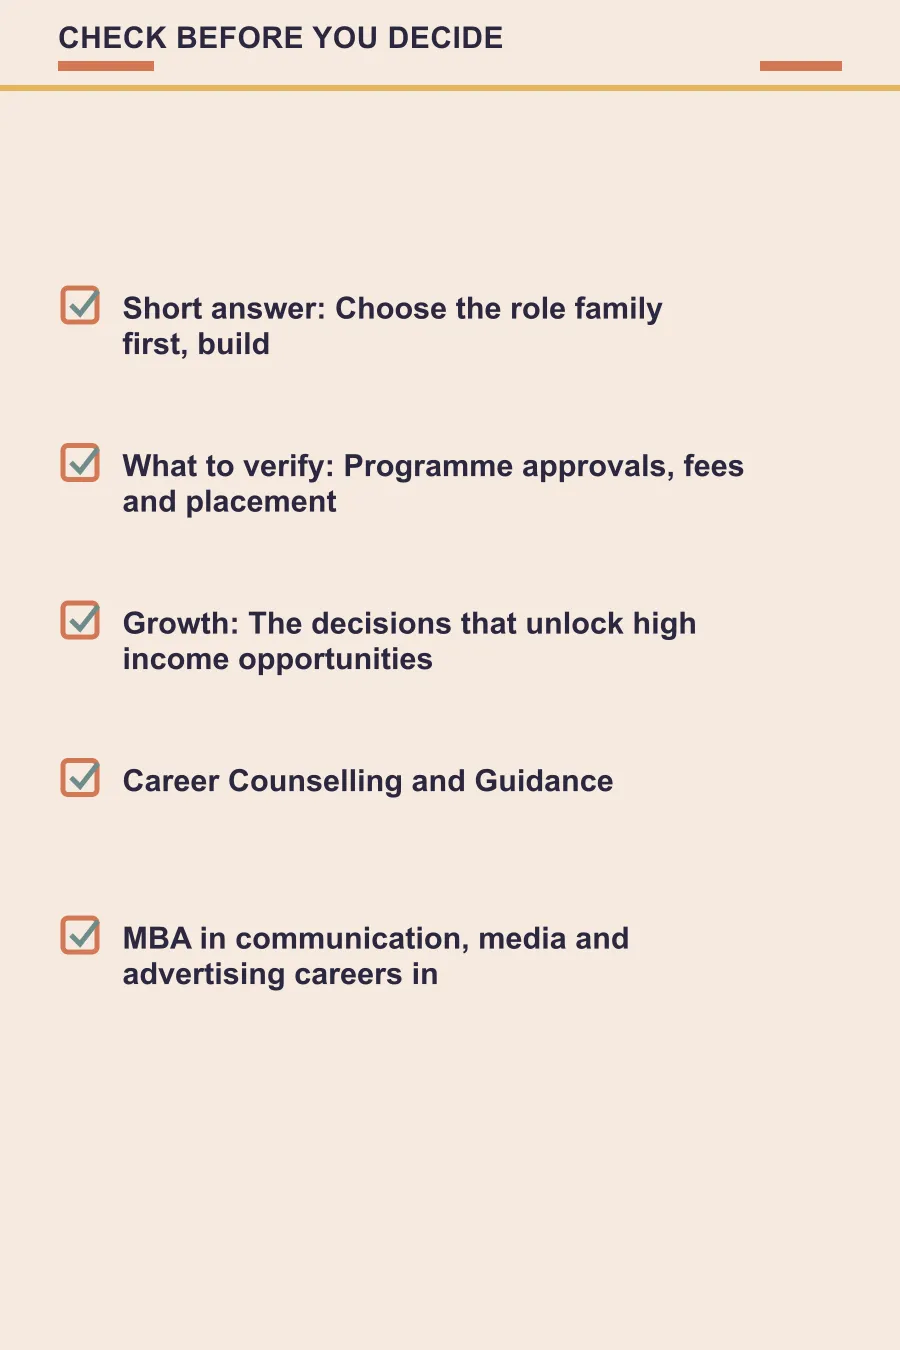 CHECK BEFORE YOU DECIDE
Short answer: Choose the role family
first, build
What to verify: Programme approvals, fees
and placement
Growth: The decisions that unlock high
income opportunities
Career Counselling and Guidance
MBA in communication, media and
advertising careers in